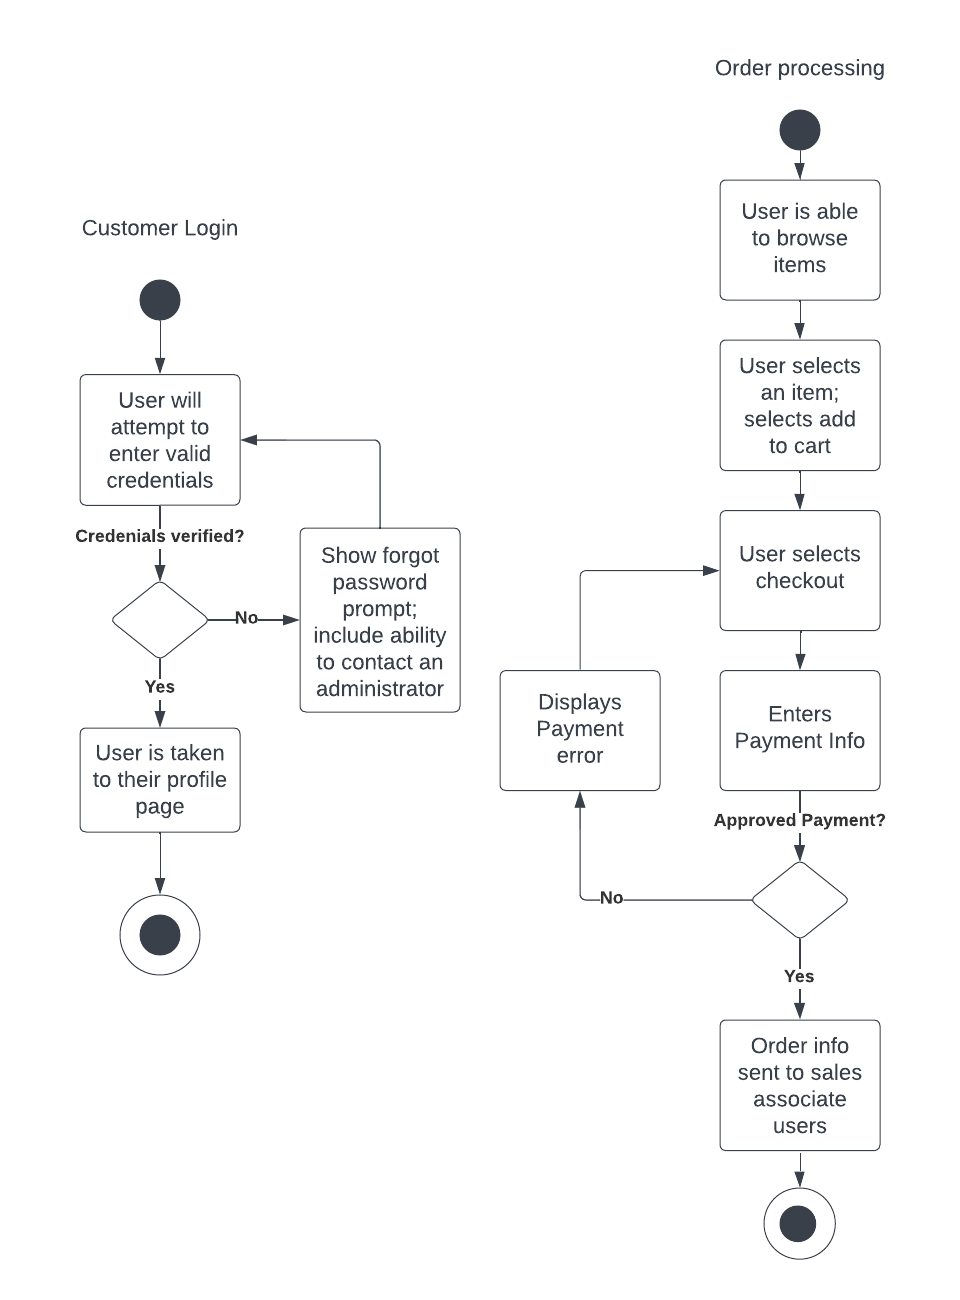 Customer Login
User will
attempt to
enter valid
credentials
Credenials verified?
No
Show forgot
password
prompt;
include ability
to contact an
administrator
Yes
User is taken
to their profile
page
Order processing
User is able
to browse
items
User selects
an item;
selects add
to cart
User selects
checkout
Enters
Payment Info
Approved Payment?
No
Displays
Payment
error
Yes
Order info
sent to sales
associate
users